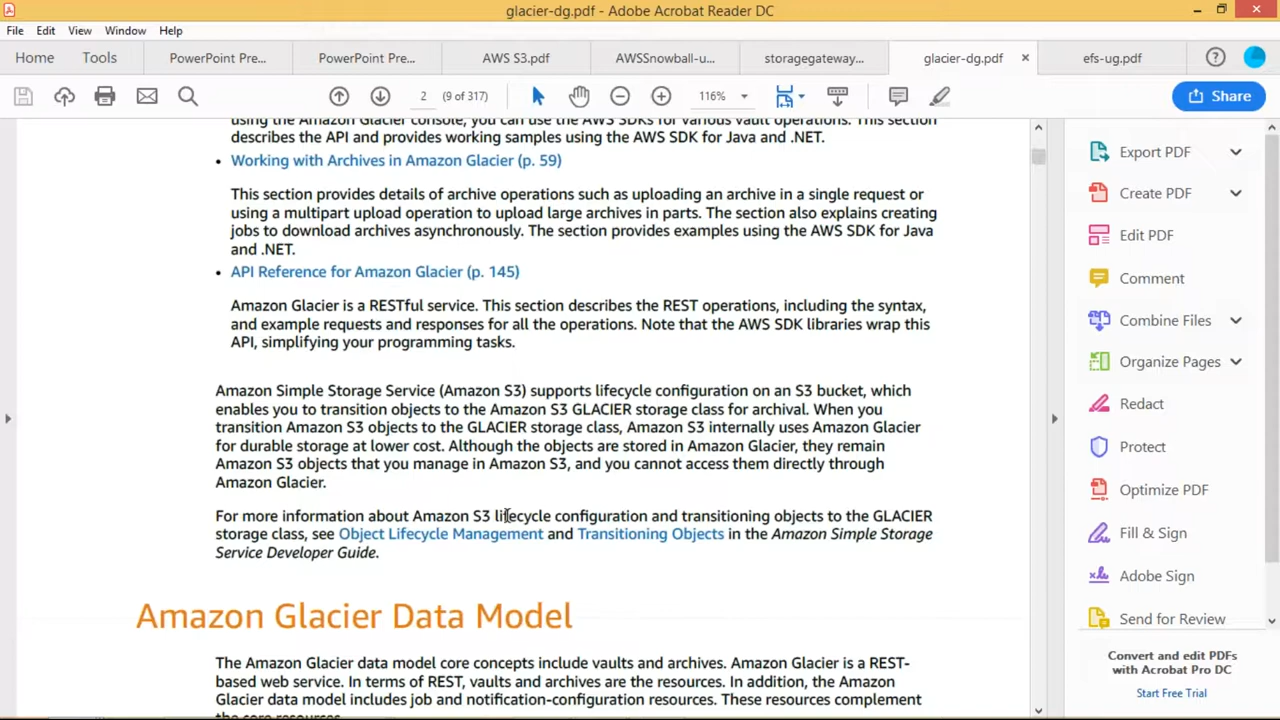 glacier-dg.pdf - Adobe Acrobat Reader DC
File Edit View Window Help
Home Tools PowerPoint Pre... PowerPoint Pre... AWS S3.pdf AWSSnowball-u... storagegateway... glacier-dg.pdf × efs-ug.pdf
2 (9 of 317) 116% Share
using the Amazon Glacier console, you can use the AWS SDKs for various vault operations. This section
describes the API and provides working samples using the AWS SDK for Java and .NET.
• Working with Archives in Amazon Glacier (p. 59)
This section provides details of archive operations such as uploading an archive in a single request or
using a multipart upload operation to upload large archives in parts. The section also explains creating
jobs to download archives asynchronously. The section provides examples using the AWS SDK for Java
and .NET.
• API Reference for Amazon Glacier (p. 145)
Amazon Glacier is a RESTful service. This section describes the REST operations, including the syntax,
and example requests and responses for all the operations. Note that the AWS SDK libraries wrap this
API, simplifying your programming tasks.
Amazon Simple Storage Service (Amazon S3) supports lifecycle configuration on an S3 bucket, which
enables you to transition objects to the Amazon S3 GLACIER storage class for archival. When you
transition Amazon S3 objects to the GLACIER storage class, Amazon S3 internally uses Amazon Glacier
for durable storage at lower cost. Although the objects are stored in Amazon Glacier, they remain
Amazon S3 objects that you manage in Amazon S3, and you cannot access them directly through
Amazon Glacier.
For more information about Amazon S3 lifecycle configuration and transitioning objects to the GLACIER
storage class, see Object Lifecycle Management and Transitioning Objects in the Amazon Simple Storage
Service Developer Guide.
Amazon Glacier Data Model
The Amazon Glacier data model core concepts include vaults and archives. Amazon Glacier is a REST-
based web service. In terms of REST, vaults and archives are the resources. In addition, the Amazon
Glacier data model includes job and notification-configuration resources. These resources complement
the core resources.
Export PDF
Create PDF
Edit PDF
Comment
Combine Files
Organize Pages
Redact
Protect
Optimize PDF
Fill & Sign
Adobe Sign
Send for Review
Convert and edit PDFs
with Acrobat Pro DC
Start Free Trial